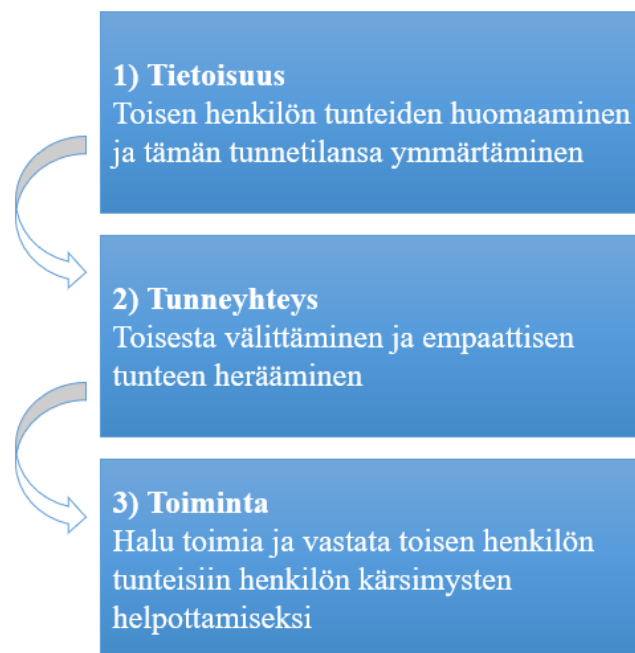 1) Tietoisuus
Toisen henkilön tunteiden huomaaminen
ja tämän tunnetilansa ymmärtäminen
2) Tunneyhteys
Toisesta välittäminen ja empaattisen
tunteen herääminen
3) Toiminta
Halu toimia ja vastata toisen henkilön
tunteisiin henkilön kärsimysten
helpottamiseksi